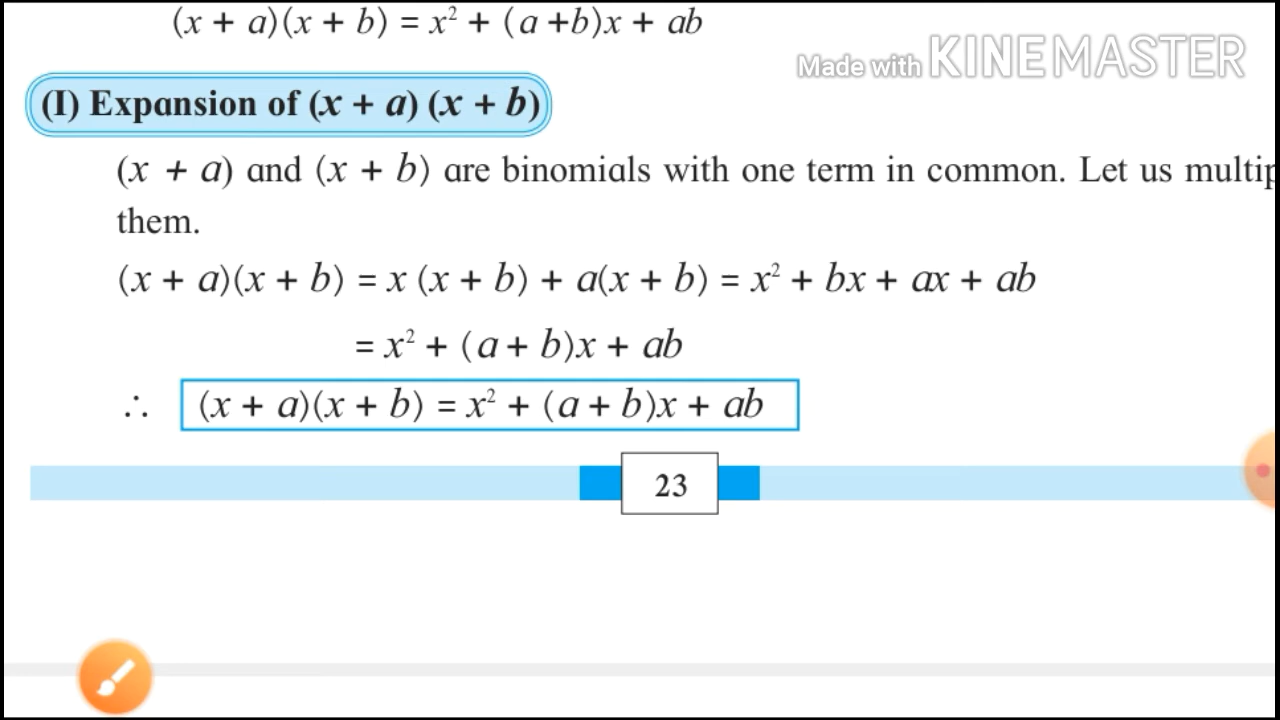 (x + a)(x + b) = x² + (a +b)x + ab
Made with KINEMASTER
(I) Expansion of (x + a) (x + b)
(x + a) and (x + b) are binomials with one term in common. Let us multip
them.
(x + a)(x + b) = x (x + b) + a(x + b) = x² + bx + ax + ab
= x² + (a + b)x + ab
∴ (x + a)(x + b) = x² + (a + b)x + ab
23